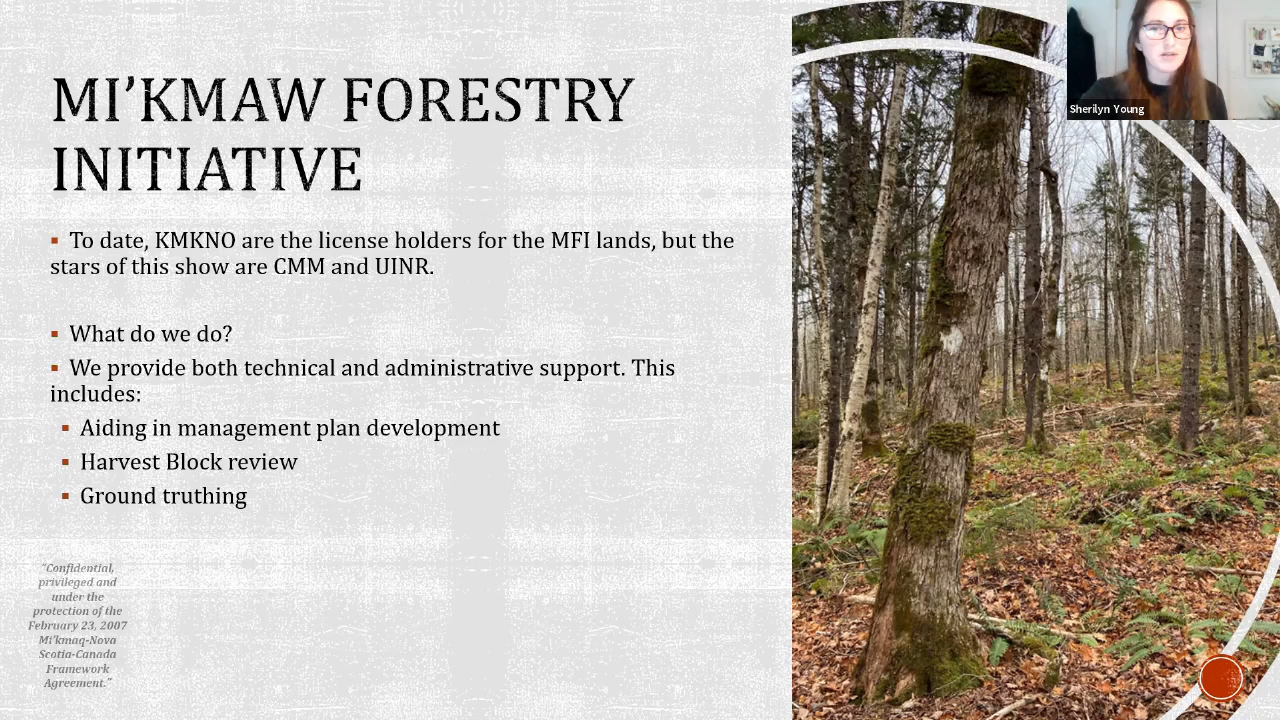 MI’KMAW FORESTRY
INITIATIVE
To date, KMKNO are the license holders for the MFI lands, but the
stars of this show are CMM and UINR.
What do we do?
We provide both technical and administrative support. This
includes:
Aiding in management plan development
Harvest Block review
Ground truthing
“Confidential,
privileged and
under the
protection of the
February 23, 2007
Mi’kmaq-Nova
Scotia-Canada
Framework
Agreement.”
Sherilyn Young